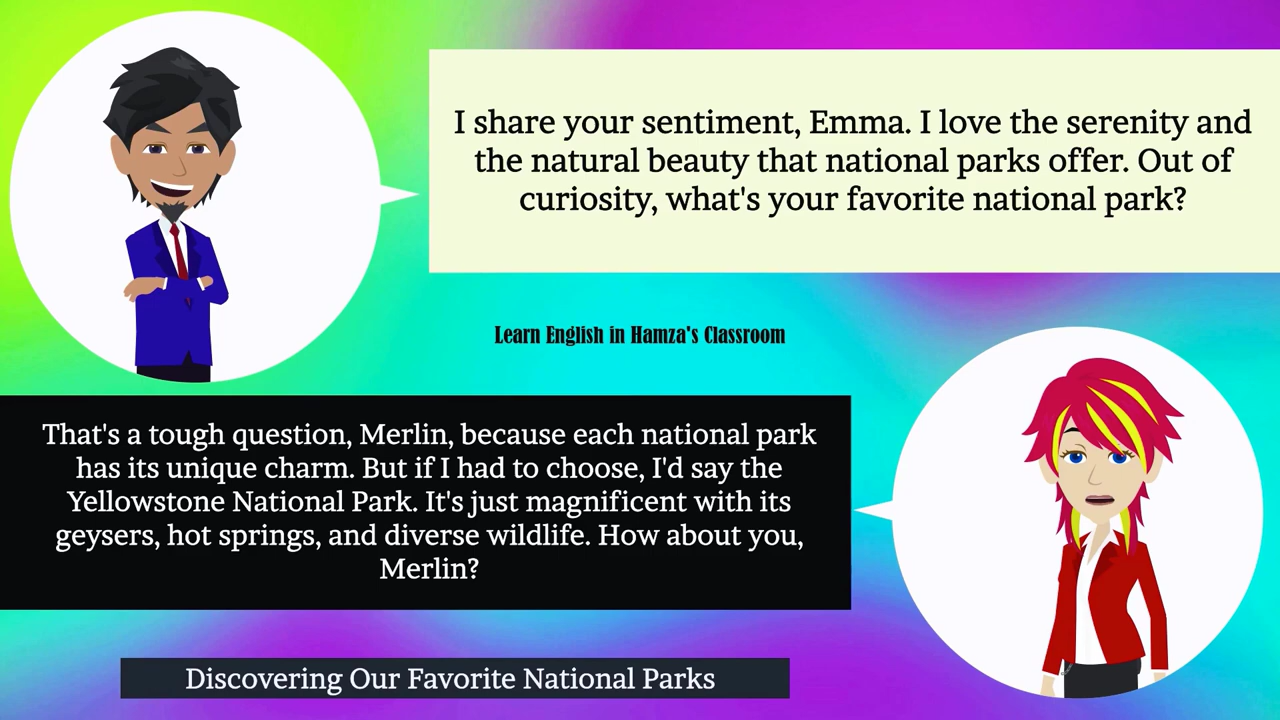 I share your sentiment, Emma. I love the serenity and
the natural beauty that national parks offer. Out of
curiosity, what's your favorite national park?
Learn English in Hamza's Classroom
That's a tough question, Merlin, because each national park
has its unique charm. But if I had to choose, I'd say the
Yellowstone National Park. It's just magnificent with its
geysers, hot springs, and diverse wildlife. How about you,
Merlin?
Discovering Our Favorite National Parks